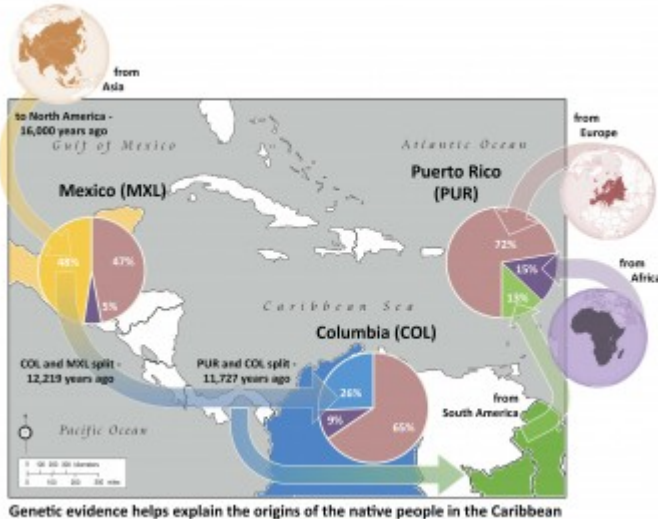 from
Asia
to North America -
16,000 years ago
Gulf of Mexico
Atlantic Ocean
from
Europe
Mexico (MXL)
Puerto Rico
(PUR)
72%
48%
47%
5%
15%
13%
from
Africa
Caribbean Sea
Columbia (COL)
COL and MXL split -
12,219 years ago
PUR and COL split -
11,727 years ago
26%
9%
65%
from
South America
Pacific Ocean
Genetic evidence helps explain the origins of the native people in the Caribbean